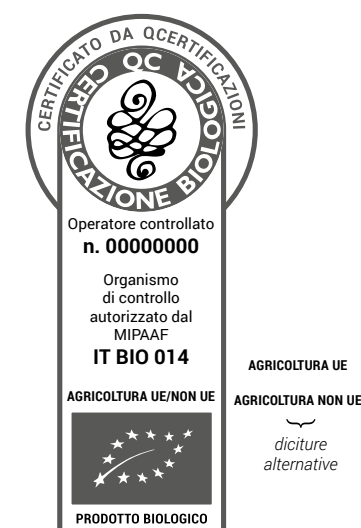 CERTIFICATO DA QCERTIFICAZIONI
QC CERTIFICAZIONE BIOLOGICA QC
Operatore controllato
n. 00000000
Organismo
di controllo
autorizzato dal
MIPAAF
IT BIO 014
AGRICOLTURA UE/NON UE
PRODOTTO BIOLOGICO
AGRICOLTURA UE
AGRICOLTURA NON UE
diciture
alternative